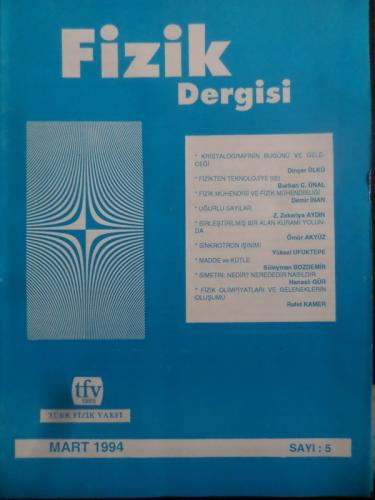 Fizik
Dergisi
* KRİSTALOGRAFİNİN BUGÜNÜ VE GELE-
CEĞİ
Dinçer ÜLKÜ
* FİZİKTEN TEKNOLOJİYE (III)
Burhan C. ÜNAL
* FİZİK MÜHENDİSİ VE FİZİK MÜHENDİSLİĞİ
Demir İNAN
* UĞURLU SAYILAR
Z. Zekeriya AYDIN
* BİRLEŞTİRİLMİŞ BİR ALAN KURAMI YOLUN-
DA
Ömür AKYÜZ
* SİNKROTRON IŞINIMI
Yüksel UFUKTEPE
* MADDE ve KÜTLE
Süleyman BOZDEMİR
* SİMETRİ: NEDİR? NEREDEDİR NASILDIR
Hanaslı GÜR
* FİZİK OLİMPİYATLARI VE GELENEKLERİN
OLUŞUMU
Rafet KAMER
tfv
TÜRK FİZİK VAKFI
MART 1994
SAYI : 5